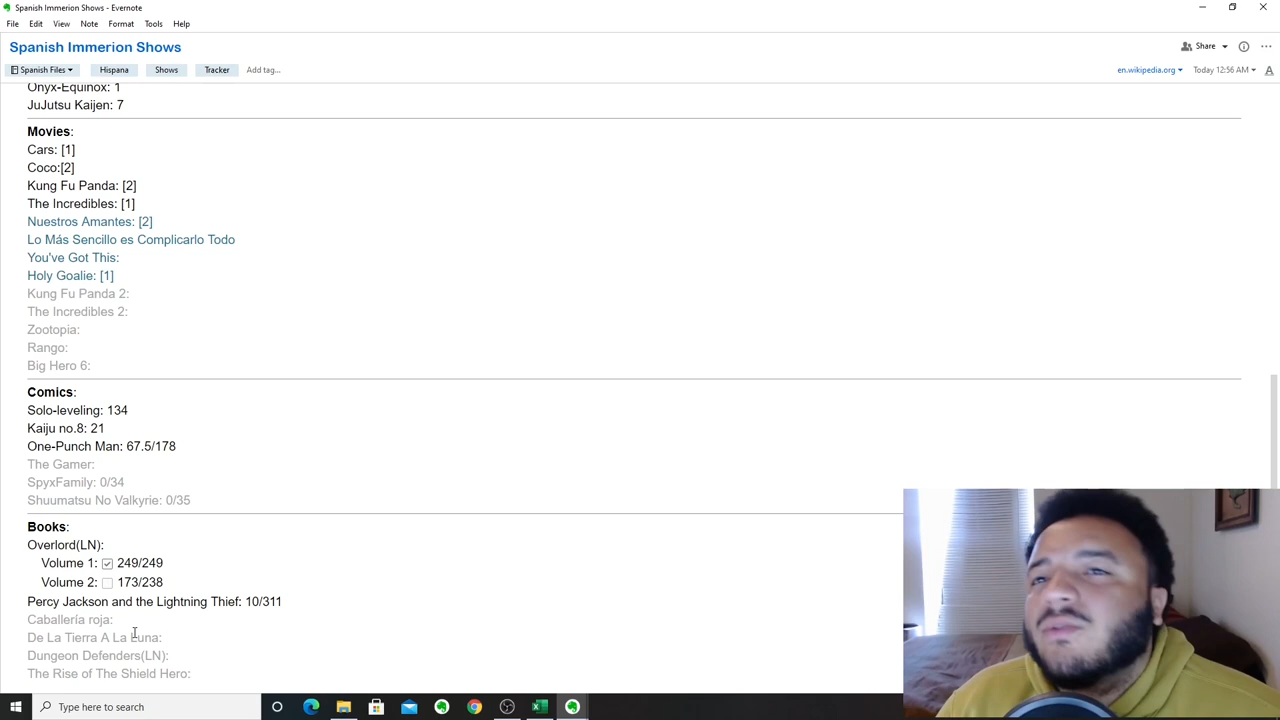 Spanish Immerion Shows - Evernote
File Edit View Note Format Tools Help
Spanish Immerion Shows
Share
Spanish Files Hispana Shows Tracker Add tag...
en.wikipedia.org Today 12:56 AM
Onyx-Equinox: 1
JuJutsu Kaijen: 7
Movies:
Cars: [1]
Coco:[2]
Kung Fu Panda: [2]
The Incredibles: [1]
Nuestros Amantes: [2]
Lo Más Sencillo es Complicarlo Todo
You've Got This:
Holy Goalie: [1]
Kung Fu Panda 2:
The Incredibles 2:
Zootopia:
Rango:
Big Hero 6:
Comics:
Solo-leveling: 134
Kaiju no.8: 21
One-Punch Man: 67.5/178
The Gamer:
SpyxFamily: 0/34
Shuumatsu No Valkyrie: 0/35
Books:
Overlord(LN):
Volume 1: 249/249
Volume 2: 173/238
Percy Jackson and the Lightning Thief: 10/311
Caballería roja:
De La Tierra A La Luna:
Dungeon Defenders(LN):
The Rise of The Shield Hero:
Type here to search